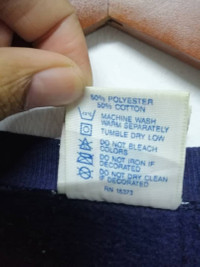 50% POLYESTER
50% COTTON
MACHINE WASH
WARM SEPARATELY
TUMBLE DRY LOW
DO NOT BLEACH
COLORS
DO NOT IRON IF
DECORATED
DO NOT DRY CLEAN
IF DECORATED
RN